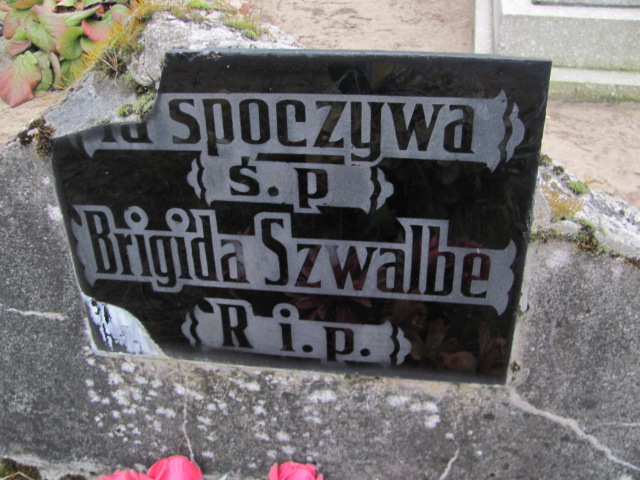 spoczywa
ś.p
Brigida Szwalbe
R i.p.